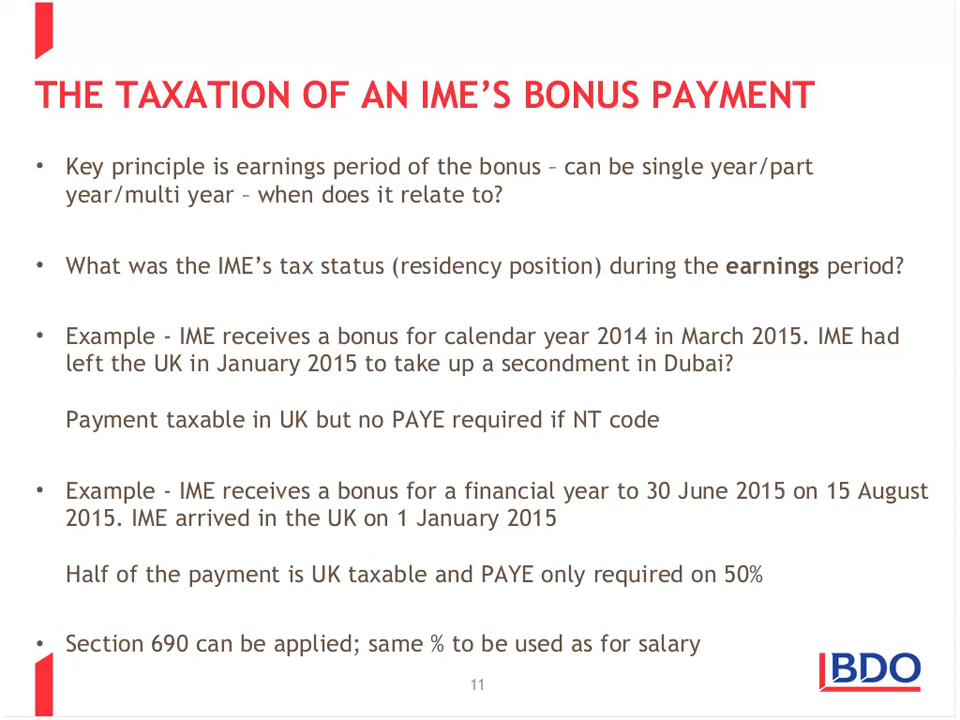 THE TAXATION OF AN IME'S BONUS PAYMENT
• Key principle is earnings period of the bonus – can be single year/part
year/multi year – when does it relate to?
• What was the IME's tax status (residency position) during the earnings period?
• Example - IME receives a bonus for calendar year 2014 in March 2015. IME had
left the UK in January 2015 to take up a secondment in Dubai?
Payment taxable in UK but no PAYE required if NT code
• Example - IME receives a bonus for a financial year to 30 June 2015 on 15 August
2015. IME arrived in the UK on 1 January 2015
Half of the payment is UK taxable and PAYE only required on 50%
• Section 690 can be applied; same % to be used as for salary
11
BDO